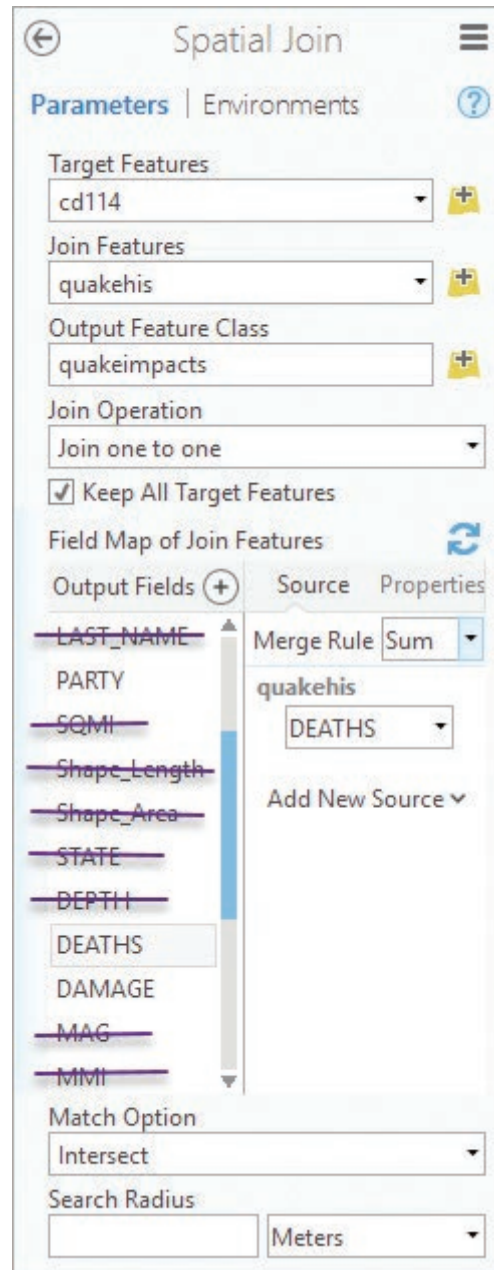 Spatial Join
Parameters | Environments ?
Target Features
cd114
Join Features
quakehis
Output Feature Class
quakeimpacts
Join Operation
Join one to one
Keep All Target Features
Field Map of Join Features
Output Fields Source Properties
LAST_NAME
PARTY
SQMI
Shape_Length
Shape_Area
STATE
DEPTH
DEATHS
DAMAGE
MAG
MMI
Merge Rule Sum
quakehis
DEATHS
Add New Source
Match Option
Intersect
Search Radius
Meters